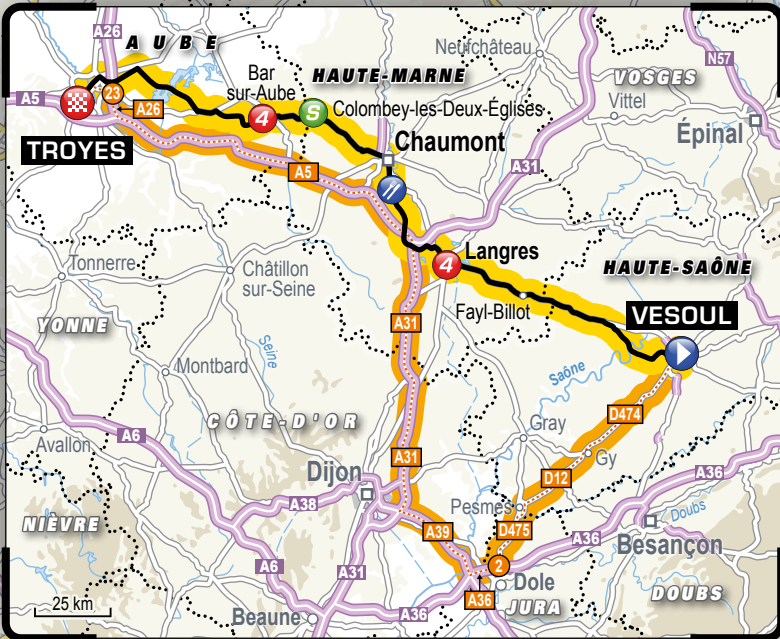 A26
AUBE
Neufchâteau
N57
Bar
sur-Aube
HAUTE-MARNE
VOSGES
A5
23
A26
4
S
Colombey-les-Deux-Églises
Vittel
Épinal
TROYES
Chaumont
A5
A31
Langres
4
Tonnerre
Châtillon
sur-Seine
HAUTE-SAÔNE
Fayl-Billot
VESOUL
YONNE
A31
Seine
Montbard
Saône
CÔTE-D'OR
D474
A6
Gray
Avallon
A31
Gy
Dijon
D12
A36
A38
Pesmes
Doubs
NIÈVRE
A39
D475
A36
Besançon
A6
A31
2
Dole
25 km
A36
JURA
DOUBS
Beaune
A36